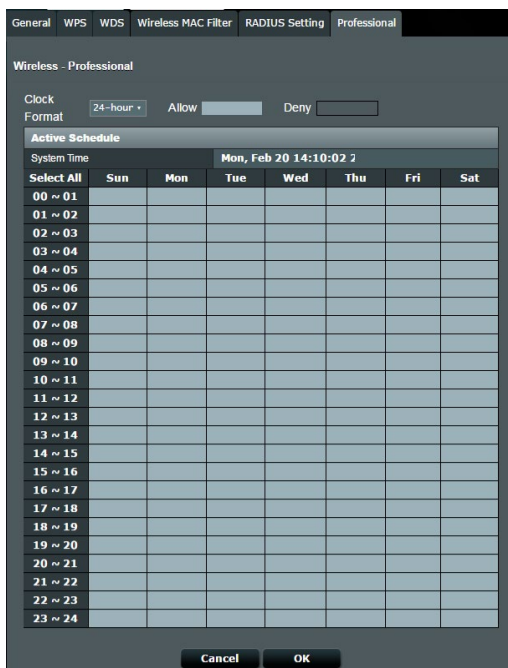 General WPS WDS Wireless MAC Filter RADIUS Setting Professional
Wireless - Professional
Clock Format 24-hour Allow Deny
Active Schedule
System Time Mon, Feb 20 14:10:02 2
Select All Sun Mon Tue Wed Thu Fri Sat
00 ~ 01
01 ~ 02
02 ~ 03
03 ~ 04
04 ~ 05
05 ~ 06
06 ~ 07
07 ~ 08
08 ~ 09
09 ~ 10
10 ~ 11
11 ~ 12
12 ~ 13
13 ~ 14
14 ~ 15
15 ~ 16
16 ~ 17
17 ~ 18
18 ~ 19
19 ~ 20
20 ~ 21
21 ~ 22
22 ~ 23
23 ~ 24
Cancel OK